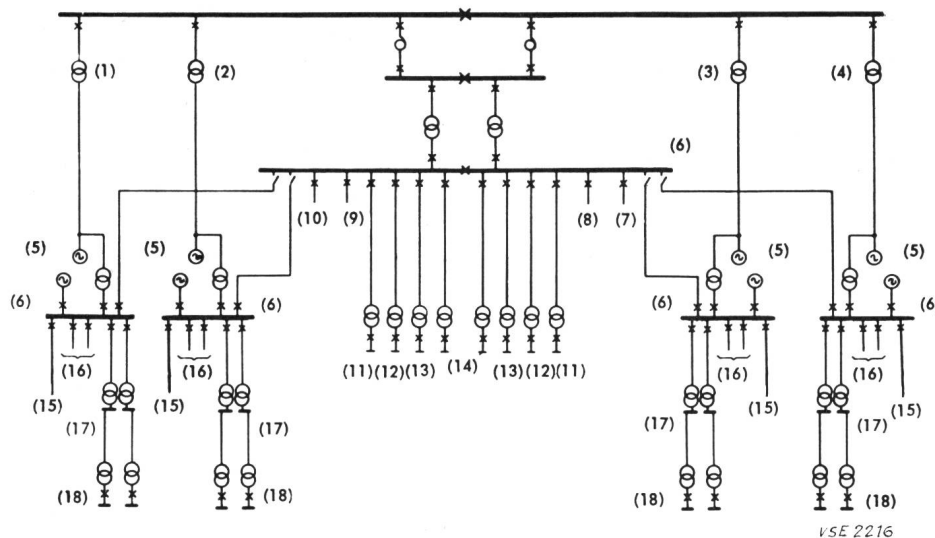 (1) (2) (3) (4)
(6)
(10) (9) (8) (7)
(5) (5) (5) (5)
(6) (6) (6) (6)
(11) (12) (13) (14) (13) (12) (11)
(16) (16) (16) (16)
(15) (15) (15) (15)
(17) (17) (17) (17)
(18) (18) (18) (18)
VSE 2216